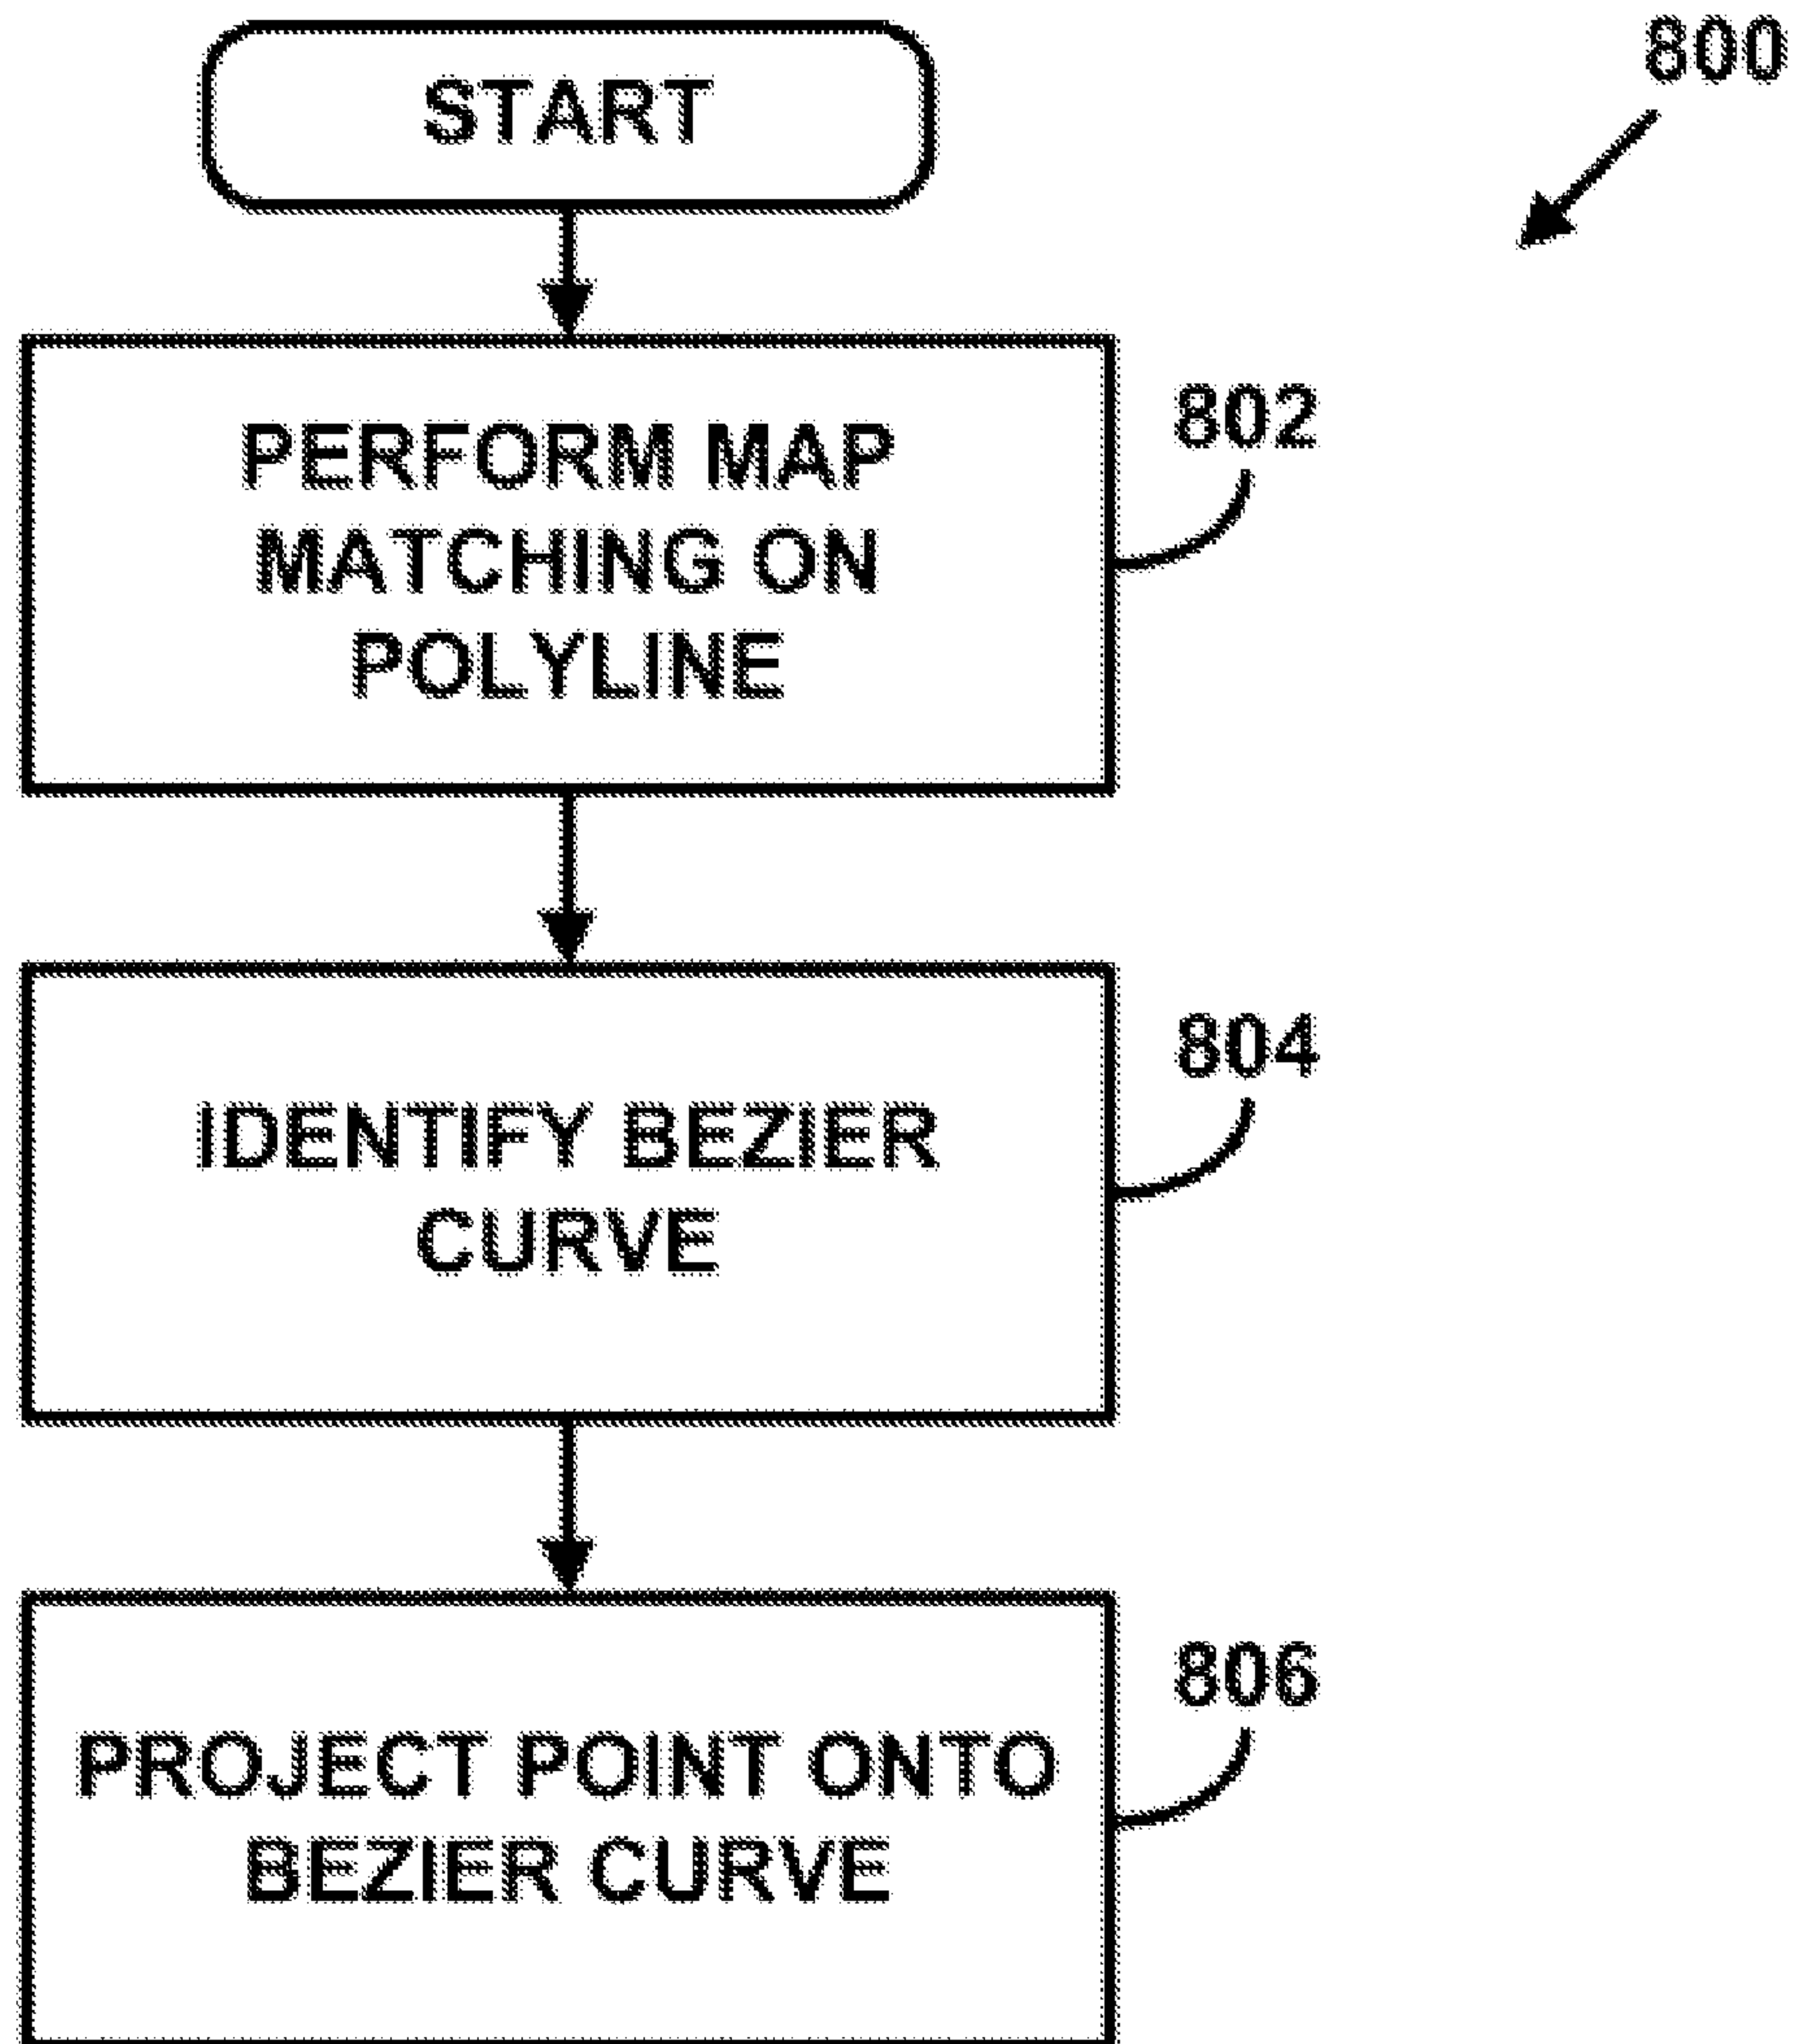 START
800
PERFORM MAP
MATCHING ON
POLYLINE
802
IDENTIFY BEZIER
CURVE
804
PROJECT POINT ONTO
BEZIER CURVE
806